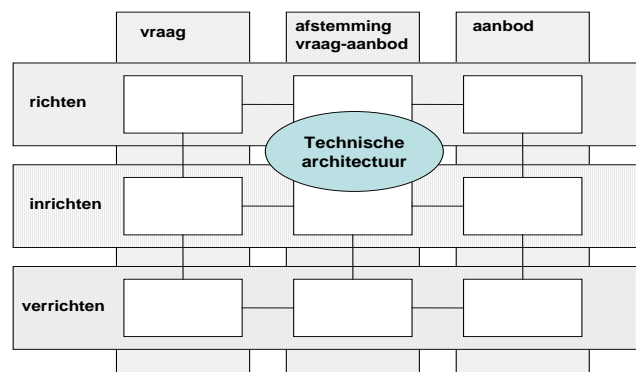 vraag
afstemming
vraag-aanbod
aanbod
richten
Technische
architectuur
inrichten
verrichten